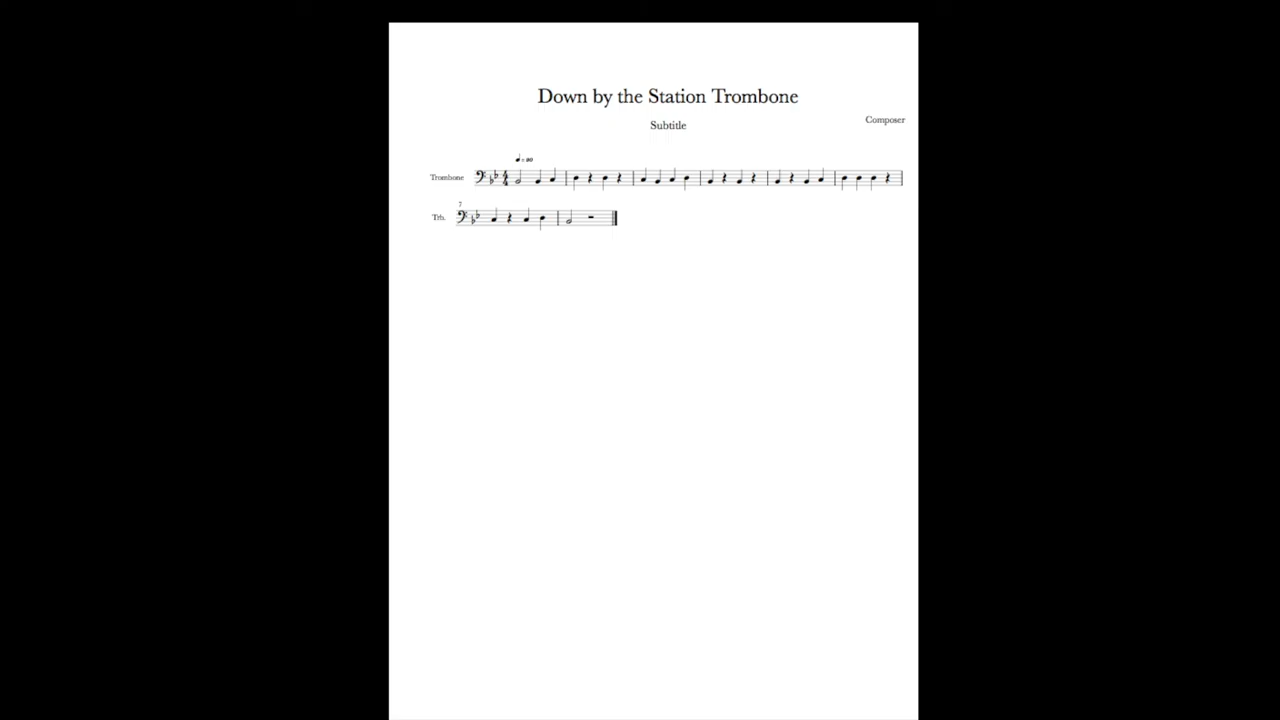 Down by the Station Trombone
Subtitle
Composer
Trombone
7
Trb.